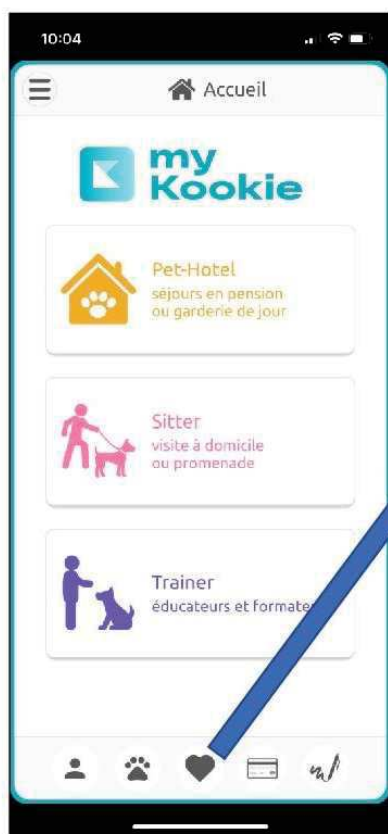 10:04
Accueil
my
Kookie
Pet-Hotel
séjours en pension
ou garderie de jour
Sitter
visite à domicile
ou promenade
Trainer
éducateurs et formate